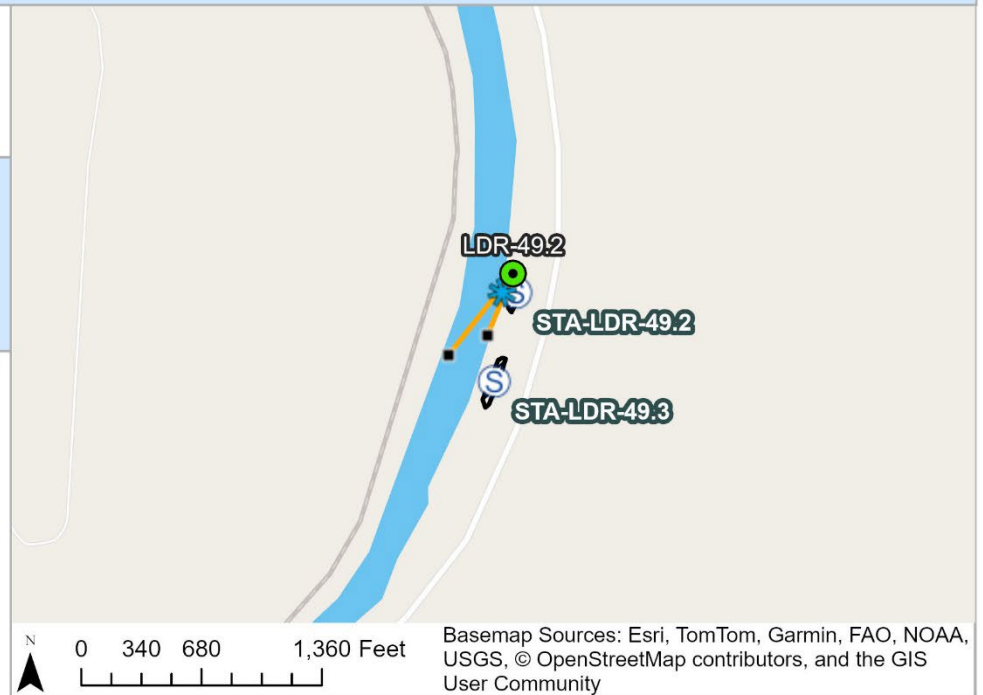 LDR-49.2
S
STA-LDR-49.2
S
STA-LDR-49.3
N
0 340 680 1,360 Feet
Basemap Sources: Esri, TomTom, Garmin, FAO, NOAA,
USGS, © OpenStreetMap contributors, and the GIS
User Community